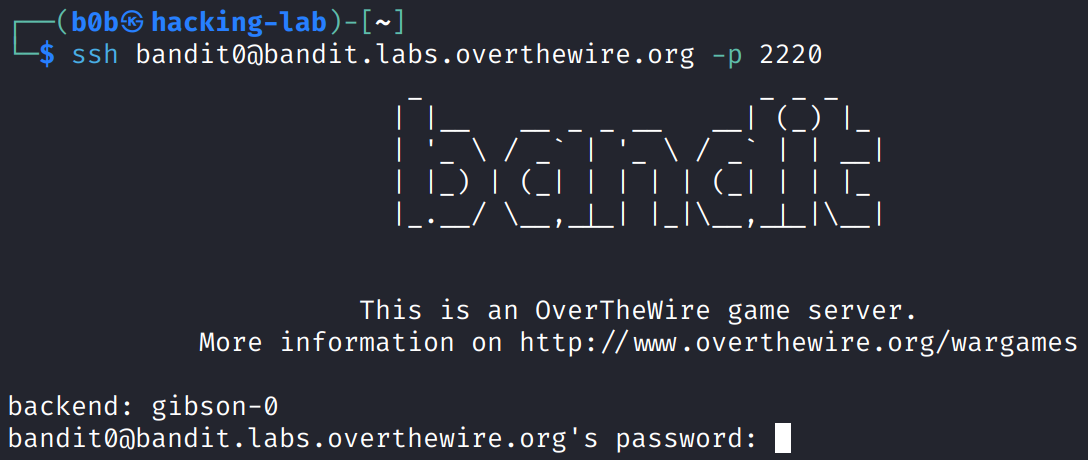 ┌──(b0b㉿hacking-lab)-[~]
└─$ ssh bandit0@bandit.labs.overthewire.org -p 2220
bandit
This is an OverTheWire game server.
More information on http://www.overthewire.org/wargames
backend: gibson-0
bandit0@bandit.labs.overthewire.org's password: